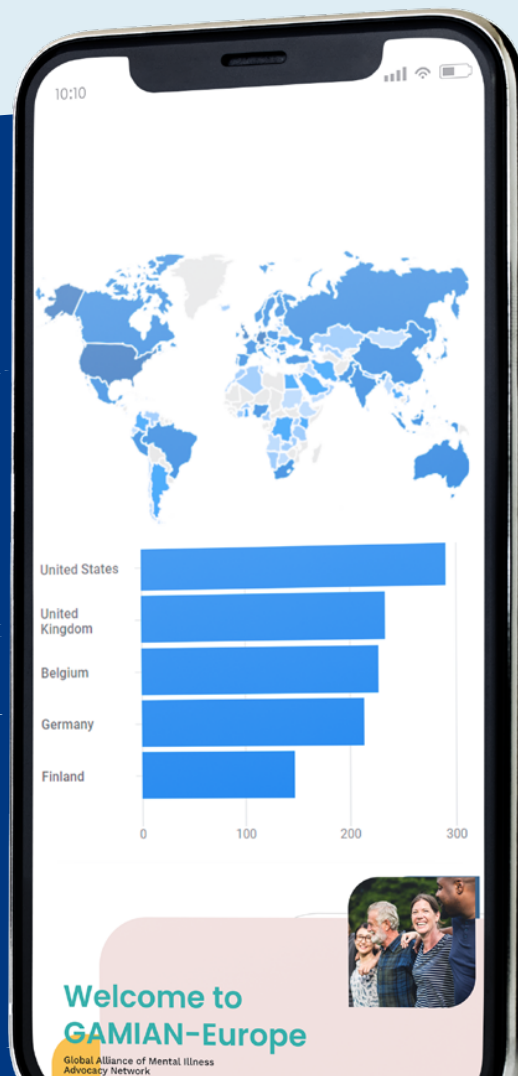 10:10
United States
United
Kingdom
Belgium
Germany
Finland
0 100 200 300
Welcome to
GAMIAN-Europe
Global Alliance of Mental Illness
Advocacy Network